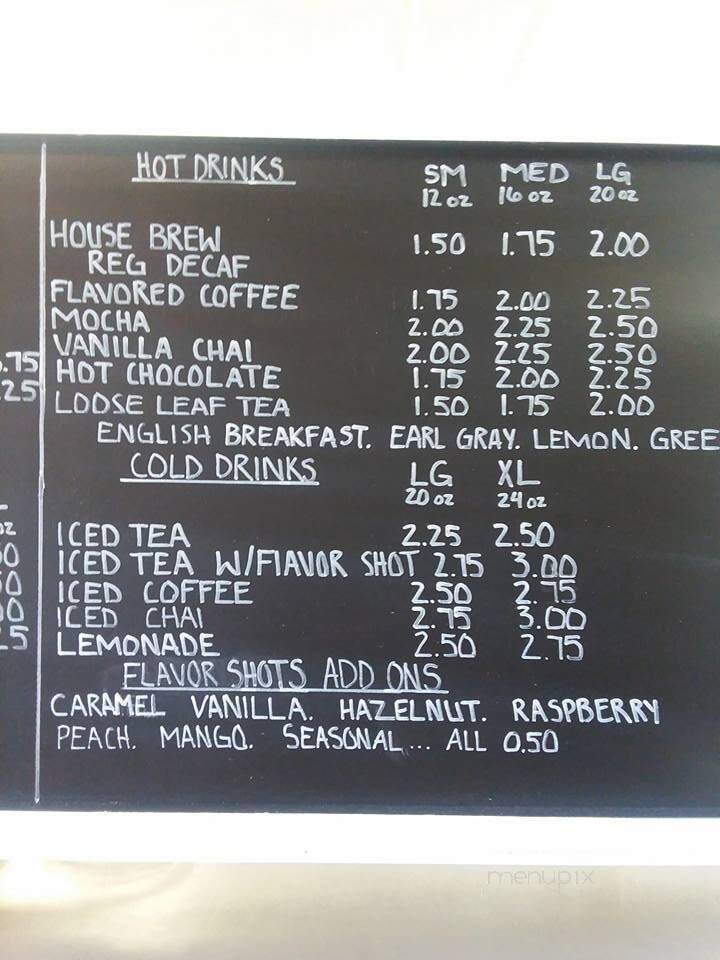 HOT DRINKS SM MED LG
12 oz 16 oz 20 oz
HOUSE BREW 1.50 1.75 2.00
REG DECAF
FLAVORED COFFEE 1.75 2.00 2.25
MOCHA 2.00 2.25 2.50
VANILLA CHAI 2.00 2.25 2.50
.75 HOT CHOCOLATE 1.75 2.00 2.25
25 LOOSE LEAF TEA 1.50 1.75 2.00
ENGLISH BREAKFAST. EARL GRAY. LEMON. GREE
COLD DRINKS LG XL
20 oz 24 oz
ICED TEA 2.25 2.50
ICED TEA W/FLAVOR SHOT 2.75 3.00
ICED COFFEE 2.50 2.75
ICED CHAI 2.75 3.00
LEMONADE 2.50 2.75
FLAVOR SHOTS ADD ONS
CARAMEL VANILLA. HAZELNUT. RASPBERRY
PEACH. MANGO. SEASONAL... ALL 0.50
menupix